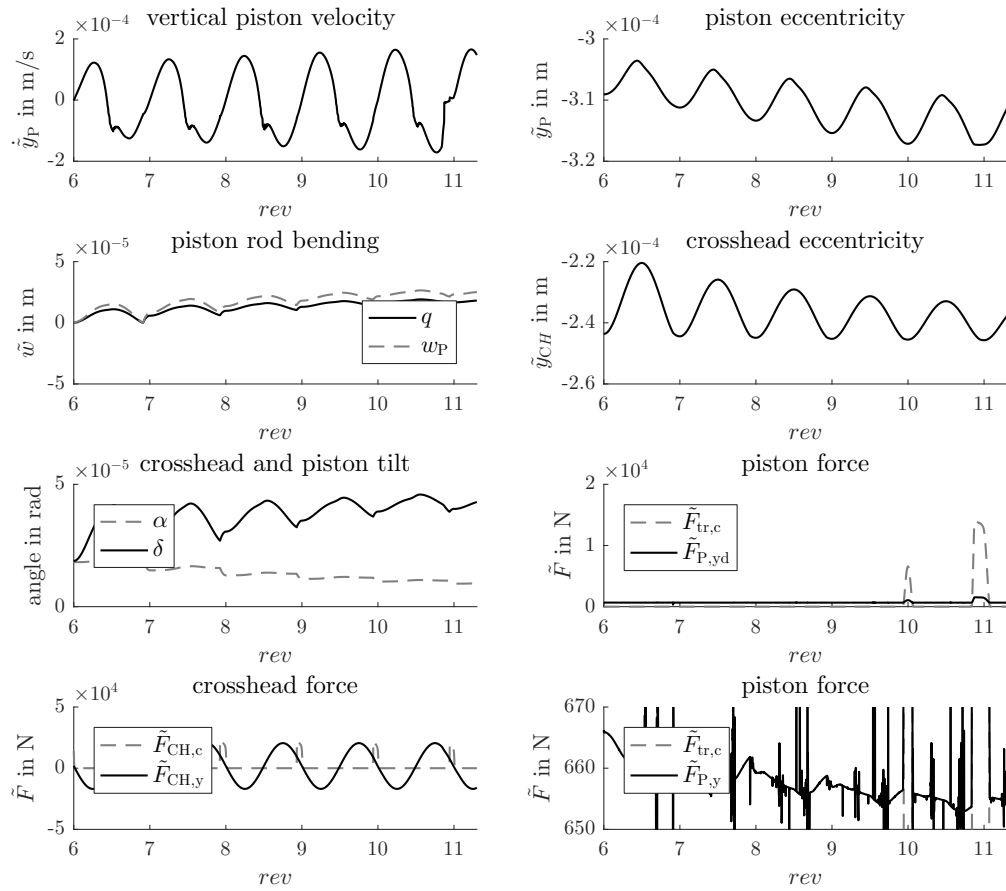 vertical piston velocity
×10⁻⁴
2
0
-2
ỹ̇_P in m/s
6 7 8 9 10 11
rev
piston eccentricity
×10⁻⁴
-3
-3.1
-3.2
ỹ_P in m
6 7 8 9 10 11
rev
piston rod bending
×10⁻⁵
5
0
-5
w̃ in m
q
w_P
6 7 8 9 10 11
rev
crosshead eccentricity
×10⁻⁴
-2.2
-2.4
-2.6
ỹ_CH in m
6 7 8 9 10 11
rev
crosshead and piston tilt
×10⁻⁵
5
0
angle in rad
α
δ
6 7 8 9 10 11
rev
piston force
×10⁴
2
1
0
F̃ in N
F̃_tr,c
F̃_P,yd
6 7 8 9 10 11
rev
crosshead force
×10⁴
5
0
-5
F̃ in N
F̃_CH,c
F̃_CH,y
6 7 8 9 10 11
rev
piston force
670
660
650
F̃ in N
F̃_tr,c
F̃_P,y
6 7 8 9 10 11
rev